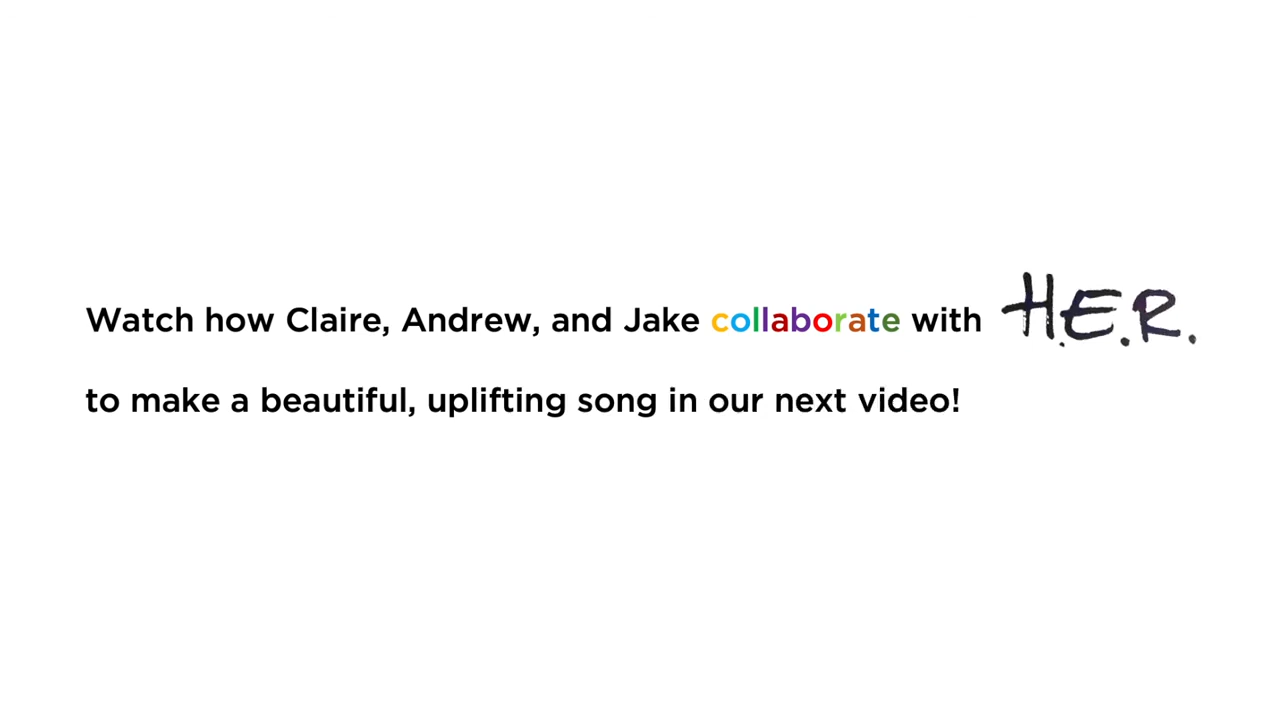 Watch how Claire, Andrew, and Jake collaborate with H.E.R.
to make a beautiful, uplifting song in our next video!